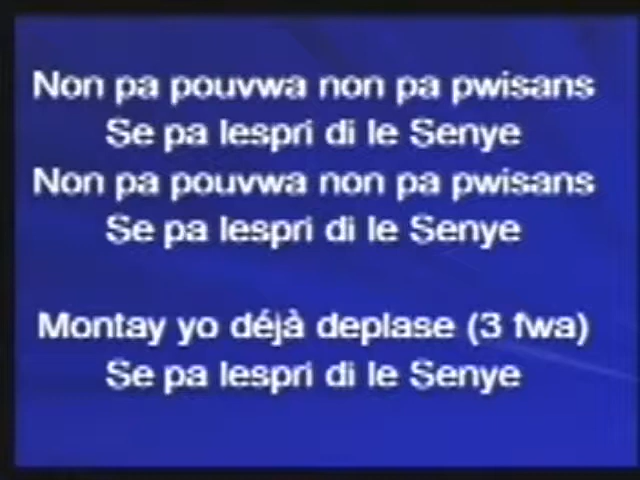 Non pa pouvwa non pa pwisans
Se pa lespri di le Senye
Non pa pouvwa non pa pwisans
Se pa lespri di le Senye
Montay yo déjà deplase (3 fwa)
Se pa lespri di le Senye